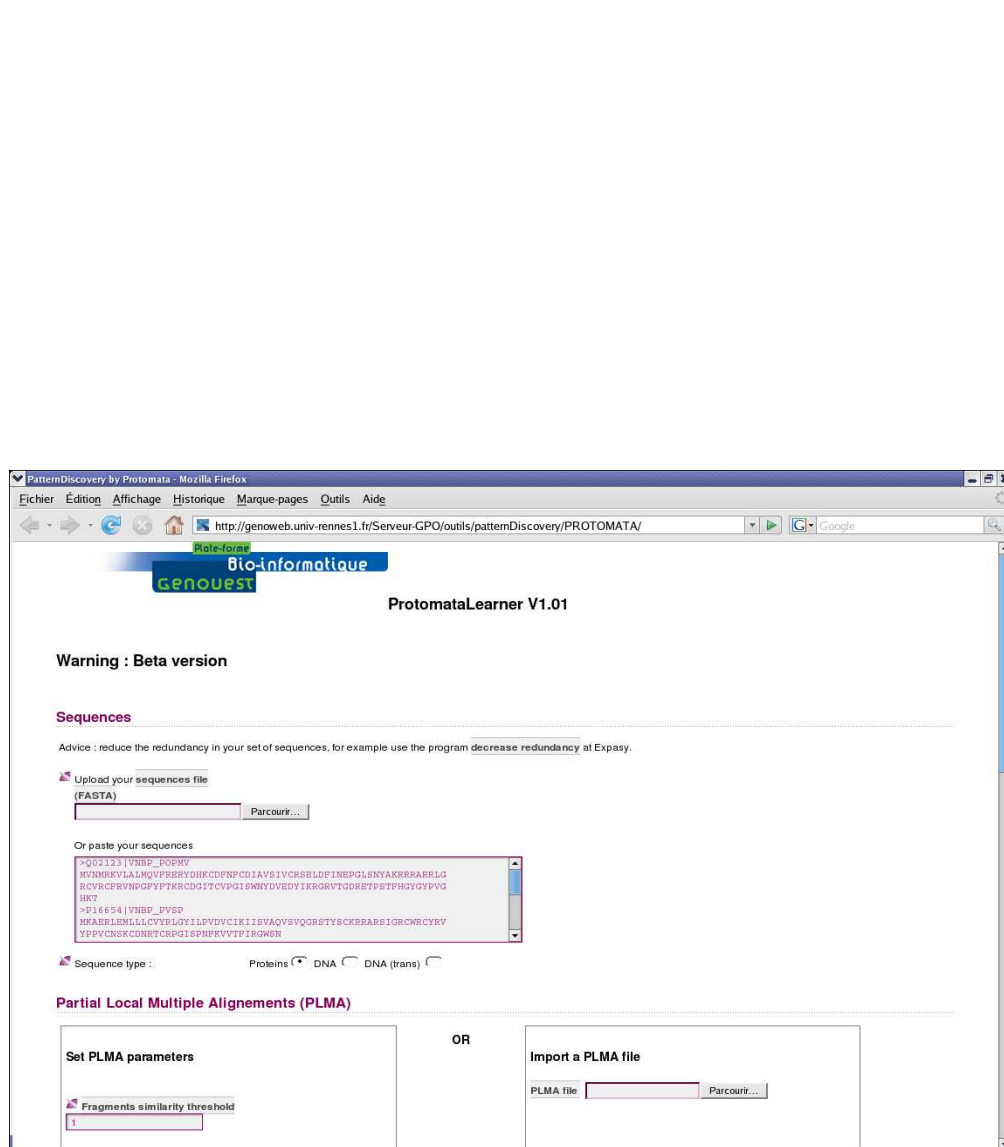 PatternDiscovery by Protomata - Mozilla Firefox
Fichier Édition Affichage Historique Marque-pages Outils Aide
http://genoweb.univ-rennes1.fr/Serveur-GPO/outils/patternDiscovery/PROTOMATA/ G Google
Plate-forme
Bio-informatique
GenOuest
ProtomataLearner V1.01
Warning : Beta version
Sequences
Advice : reduce the redundancy in your set of sequences, for example use the program decrease redundancy at Expasy.
Upload your sequences file
(FASTA)
Parcourir...
Or paste your sequences
>Q02123|VNBP_POPMV
MVNMRKVLALMQVFRERYDHKCDFNFCDIAVSIVCRSELDFINEPGLSNYAKRRRARRLG
RCVRCFRVNPGFYFTKRCDGITCVPGISWNYDVEDYIKRGRVTGDRETPSTFHGYGYPVG
HKT
>P16654|VNBP_PVSP
MKAERLEMLLLCVYRLGYILPVDVCIKIISVAQVSVQGRSTYSCKRRARSIGRCWRCYRV
YPPVCNSKCDNRTCRPGISPNFKVVTFIRGWSN
Sequence type : Proteins DNA DNA (trans)
Partial Local Multiple Alignements (PLMA)
OR
Set PLMA parameters
Import a PLMA file
PLMA file Parcourir...
Fragments similarity threshold
1